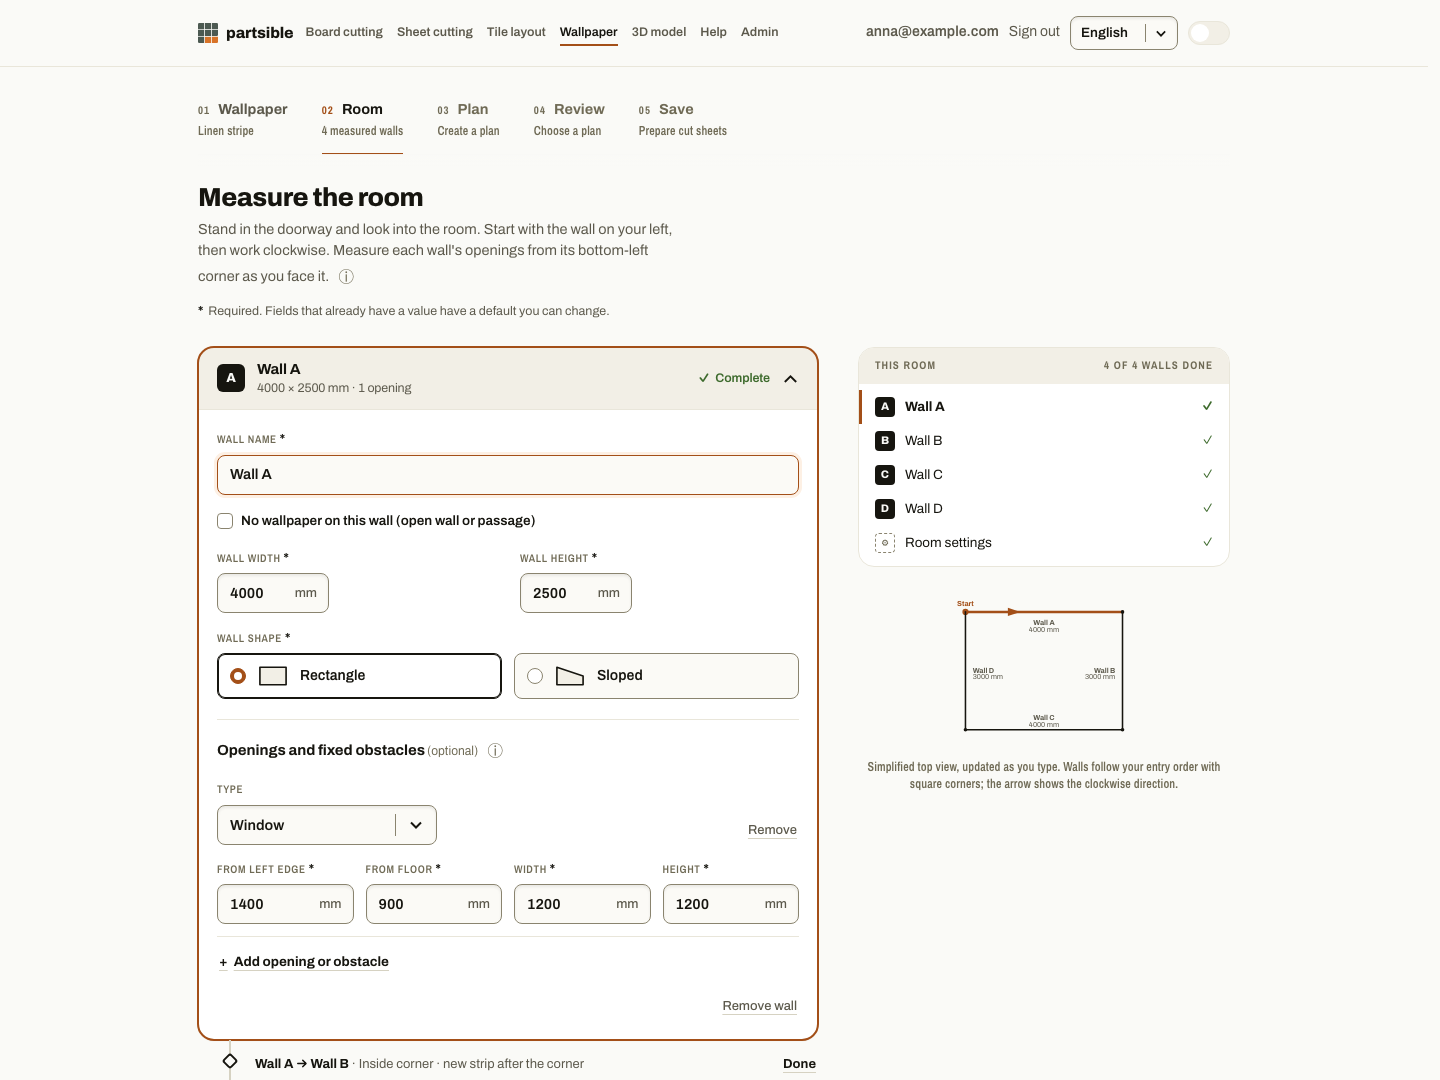 partsible Board cutting Sheet cutting Tile layout Wallpaper 3D model Help Admin anna@example.com Sign out English
01 Wallpaper 02 Room 03 Plan 04 Review 05 Save
Linen stripe 4 measured walls Create a plan Choose a plan Prepare cut sheets
Measure the room
Stand in the doorway and look into the room. Start with the wall on your left,
then work clockwise. Measure each wall's openings from its bottom-left
corner as you face it. ⓘ
* Required. Fields that already have a value have a default you can change.
A Wall A
4000 × 2500 mm · 1 opening
✓ Complete
WALL NAME *
Wall A
No wallpaper on this wall (open wall or passage)
WALL WIDTH * WALL HEIGHT *
4000 mm 2500 mm
WALL SHAPE *
Rectangle Sloped
Openings and fixed obstacles (optional) ⓘ
TYPE
Window Remove
FROM LEFT EDGE * FROM FLOOR * WIDTH * HEIGHT *
1400 mm 900 mm 1200 mm 1200 mm
+ Add opening or obstacle
Remove wall
Wall A → Wall B · Inside corner · new strip after the corner Done
THIS ROOM 4 OF 4 WALLS DONE
A Wall A ✓
B Wall B ✓
C Wall C ✓
D Wall D ✓
Room settings ✓
Start
Wall A
4000 mm
Wall D
3000 mm
Wall B
3000 mm
Wall C
4000 mm
Simplified top view, updated as you type. Walls follow your entry order with
square corners; the arrow shows the clockwise direction.